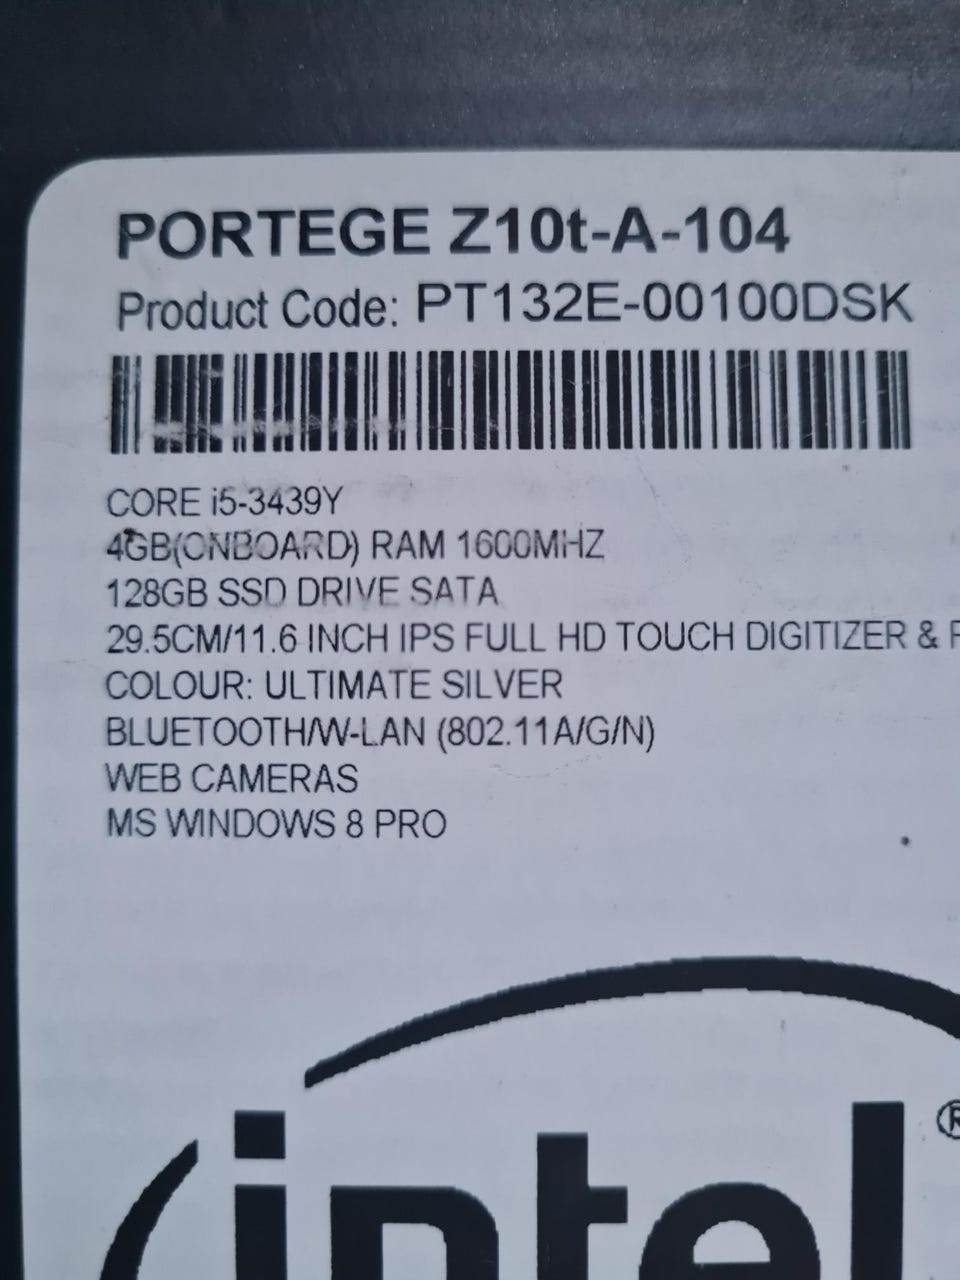 PORTEGE Z10t-A-104
Product Code: PT132E-00100DSK
CORE i5-3439Y
4GB(ONBOARD) RAM 1600MHZ
128GB SSD DRIVE SATA
29.5CM/11.6 INCH IPS FULL HD TOUCH DIGITIZER &
COLOUR: ULTIMATE SILVER
BLUETOOTH/W-LAN (802.11A/G/N)
WEB CAMERAS
MS WINDOWS 8 PRO
intel®